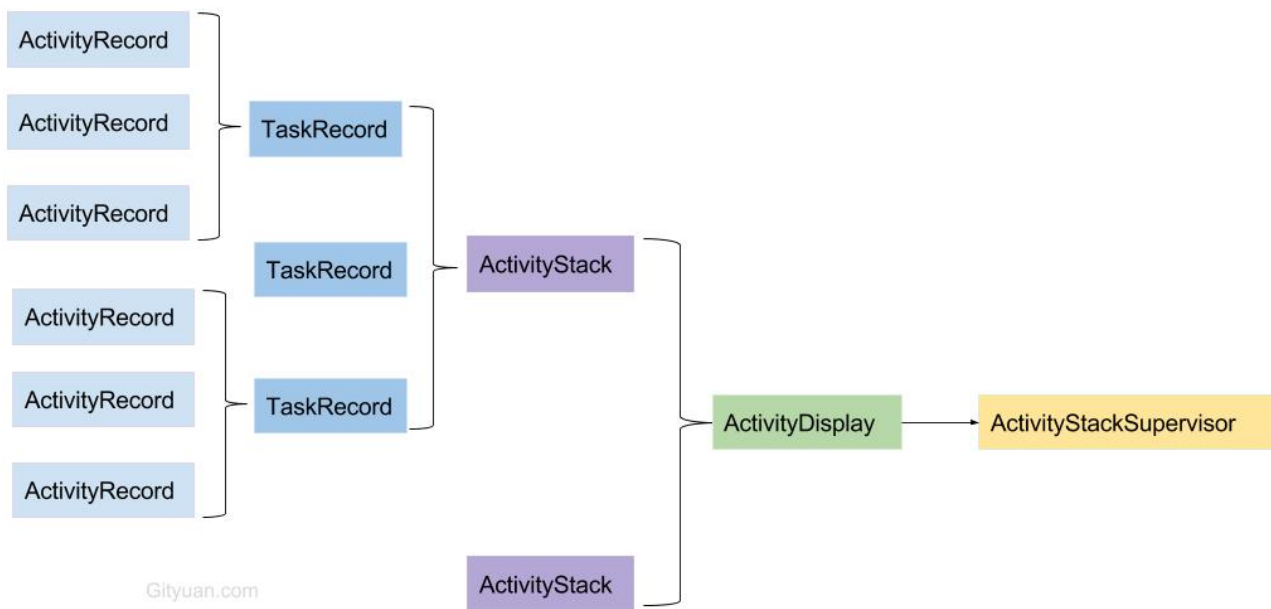 ActivityRecord
ActivityRecord
ActivityRecord
TaskRecord
TaskRecord
ActivityRecord
ActivityRecord
ActivityRecord
TaskRecord
ActivityStack
ActivityStack
ActivityDisplay
ActivityStackSupervisor
Gityuan.com